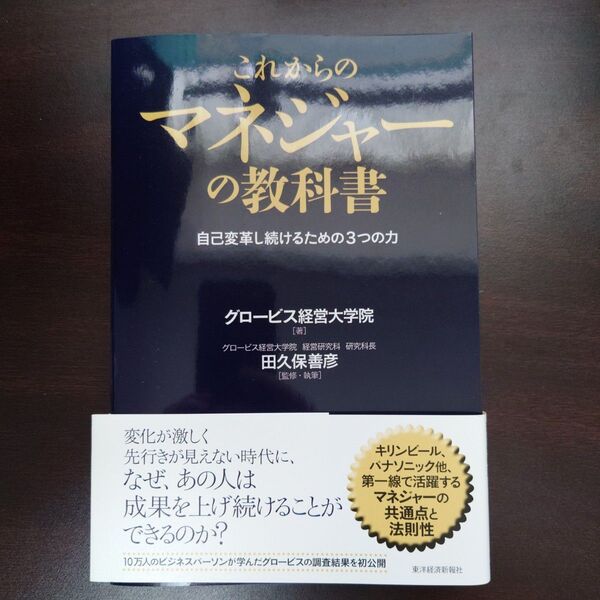 これからの
マネジャー
の教科書
自己変革し続けるための3つの力
グロービス経営大学院
[著]
グロービス経営大学院 経営研究科 研究科長
田久保善彦
[監修・執筆]
変化が激しく
先行きが見えない時代に、
なぜ、あの人は
成果を上げ続けることが
できるのか?
10万人のビジネスパーソンが学んだグロービスの調査結果を初公開
キリンビール、
パナソニック他、
第一線で活躍する
マネジャーの
共通点と
法則性
東洋経済新報社